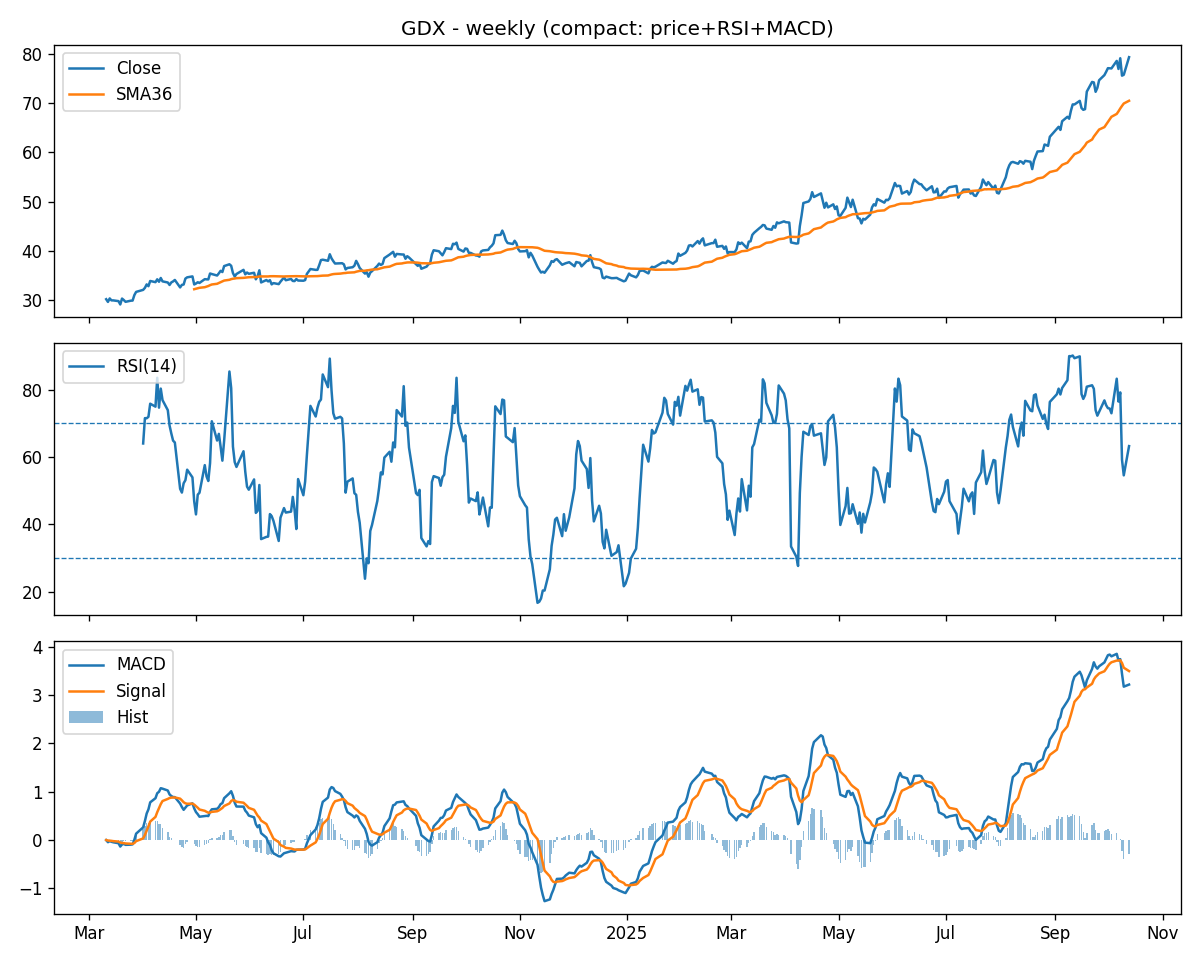 GDX - weekly (compact: price+RSI+MACD)
80
70
60
50
40
30
Close
SMA36
80
60
40
20
RSI(14)
4
3
2
1
0
−1
MACD
Signal
Hist
Mar May Jul Sep Nov 2025 Mar May Jul Sep Nov